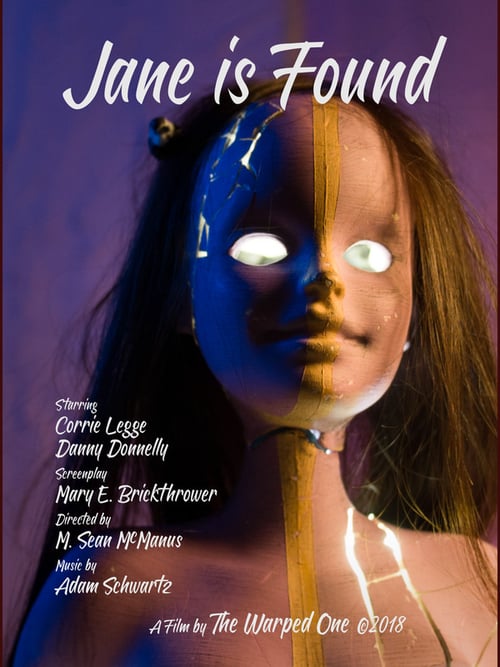 Jane is Found
Starring
Corrie Legge
Danny Donnelly
Screenplay
Mary E. Brickthrower
Directed by
M. Sean McManus
Music by
Adam Schwartz
A Film by The Warped One ©2018